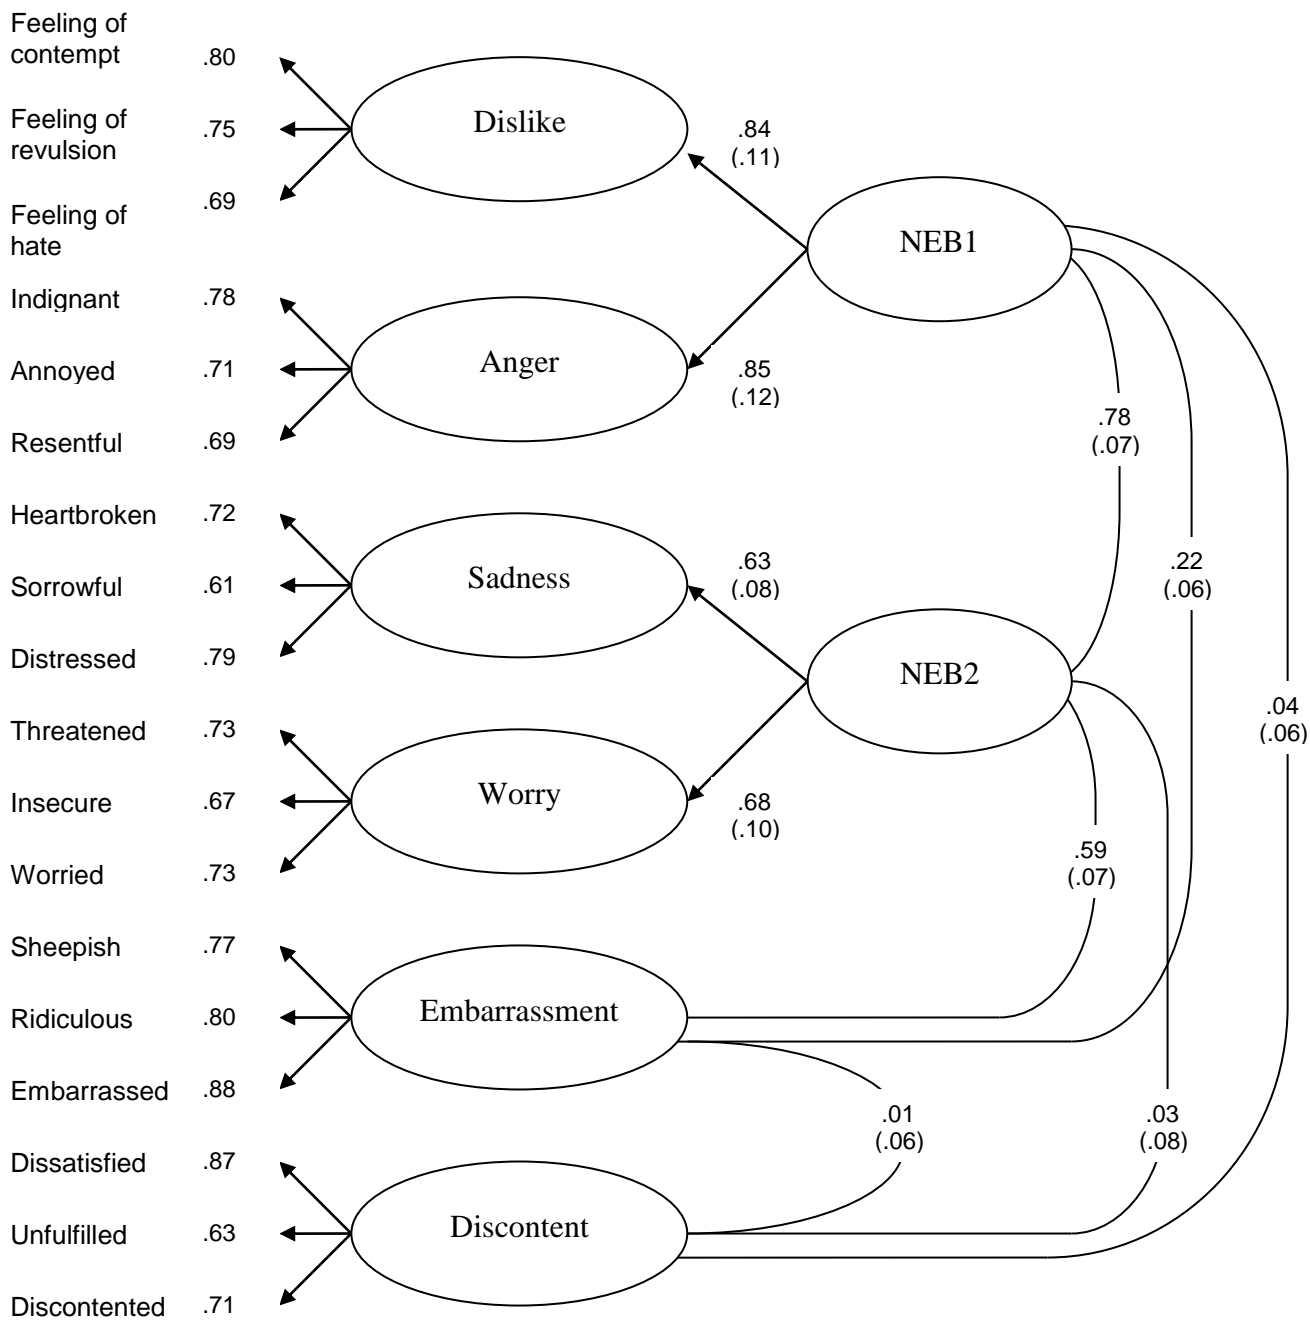 Feeling of
contempt
.80
Feeling of
revulsion
.75
Feeling of
hate
.69
Dislike
.84
(.11)
NEB1
Indignant
.78
Annoyed
.71
Resentful
.69
Anger
.85
(.12)
.78
(.07)
Heartbroken
.72
Sorrowful
.61
Distressed
.79
Sadness
.63
(.08)
.22
(.06)
NEB2
.04
(.06)
Threatened
.73
Insecure
.67
Worried
.73
Worry
.68
(.10)
.59
(.07)
Sheepish
.77
Ridiculous
.80
Embarrassed
.88
Embarrassment
.01
(.06)
.03
(.08)
Dissatisfied
.87
Unfulfilled
.63
Discontented
.71
Discontent